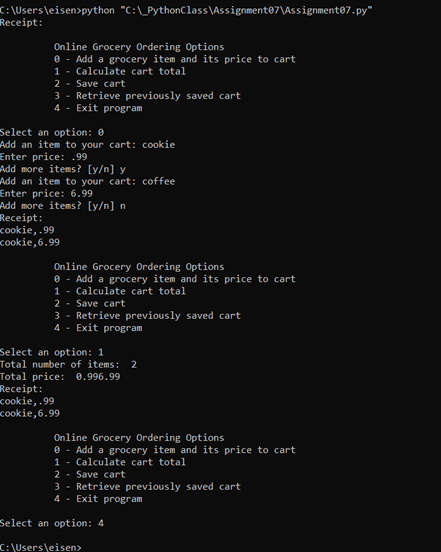 C:\Users\eisen>python "C:\_PythonClass\Assignment07\Assignment07.py"
Receipt:
Online Grocery Ordering Options
0 - Add a grocery item and its price to cart
1 - Calculate cart total
2 - Save cart
3 - Retrieve previously saved cart
4 - Exit program
Select an option: 0
Add an item to your cart: cookie
Enter price: .99
Add more items? [y/n] y
Add an item to your cart: coffee
Enter price: 6.99
Add more items? [y/n] n
Receipt:
cookie,.99
cookie,6.99
Online Grocery Ordering Options
0 - Add a grocery item and its price to cart
1 - Calculate cart total
2 - Save cart
3 - Retrieve previously saved cart
4 - Exit program
Select an option: 1
Total number of items:  2
Total price:  0.996.99
Receipt:
cookie,.99
cookie,6.99
Online Grocery Ordering Options
0 - Add a grocery item and its price to cart
1 - Calculate cart total
2 - Save cart
3 - Retrieve previously saved cart
4 - Exit program
Select an option: 4
C:\Users\eisen>